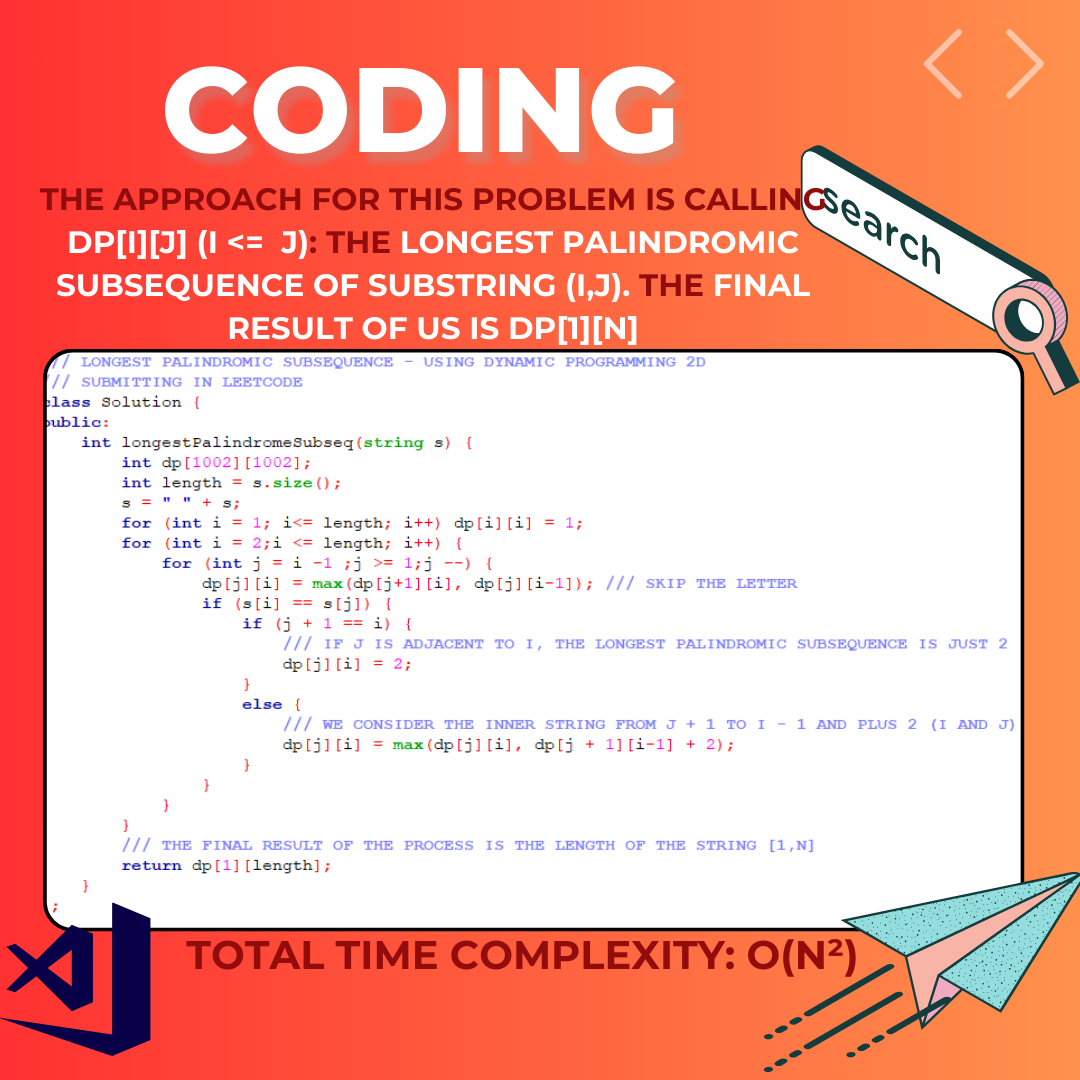 CODING
THE APPROACH FOR THIS PROBLEM IS CALLING
DP[I][J] (I <=  J): THE LONGEST PALINDROMIC
SUBSEQUENCE OF SUBSTRING (I,J). THE FINAL
RESULT OF US IS DP[1][N]
search
// LONGEST PALINDROMIC SUBSEQUENCE - USING DYNAMIC PROGRAMMING 2D
// SUBMITTING IN LEETCODE
class Solution {
public:
    int longestPalindromeSubseq(string s) {
        int dp[1002][1002];
        int length = s.size();
        s = " " + s;
        for (int i = 1; i<= length; i++) dp[i][i] = 1;
        for (int i = 2;i <= length; i++) {
            for (int j = i -1 ;j >= 1;j --) {
                dp[j][i] = max(dp[j+1][i], dp[j][i-1]); /// SKIP THE LETTER
                if (s[i] == s[j]) {
                    if (j + 1 == i) {
                        /// IF J IS ADJACENT TO I, THE LONGEST PALINDROMIC SUBSEQUENCE IS JUST 2
                        dp[j][i] = 2;
                    }
                    else {
                        /// WE CONSIDER THE INNER STRING FROM J + 1 TO I - 1 AND PLUS 2 (I AND J)
                        dp[j][i] = max(dp[j][i], dp[j + 1][i-1] + 2);
                    }
                }
            }
        }
        /// THE FINAL RESULT OF THE PROCESS IS THE LENGTH OF THE STRING [1,N]
        return dp[1][length];
    }
;
TOTAL TIME COMPLEXITY: O(N²)